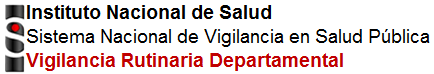 Instituto Nacional de Salud
Sistema Nacional de Vigilancia en Salud Pública
Vigilancia Rutinaria Departamental